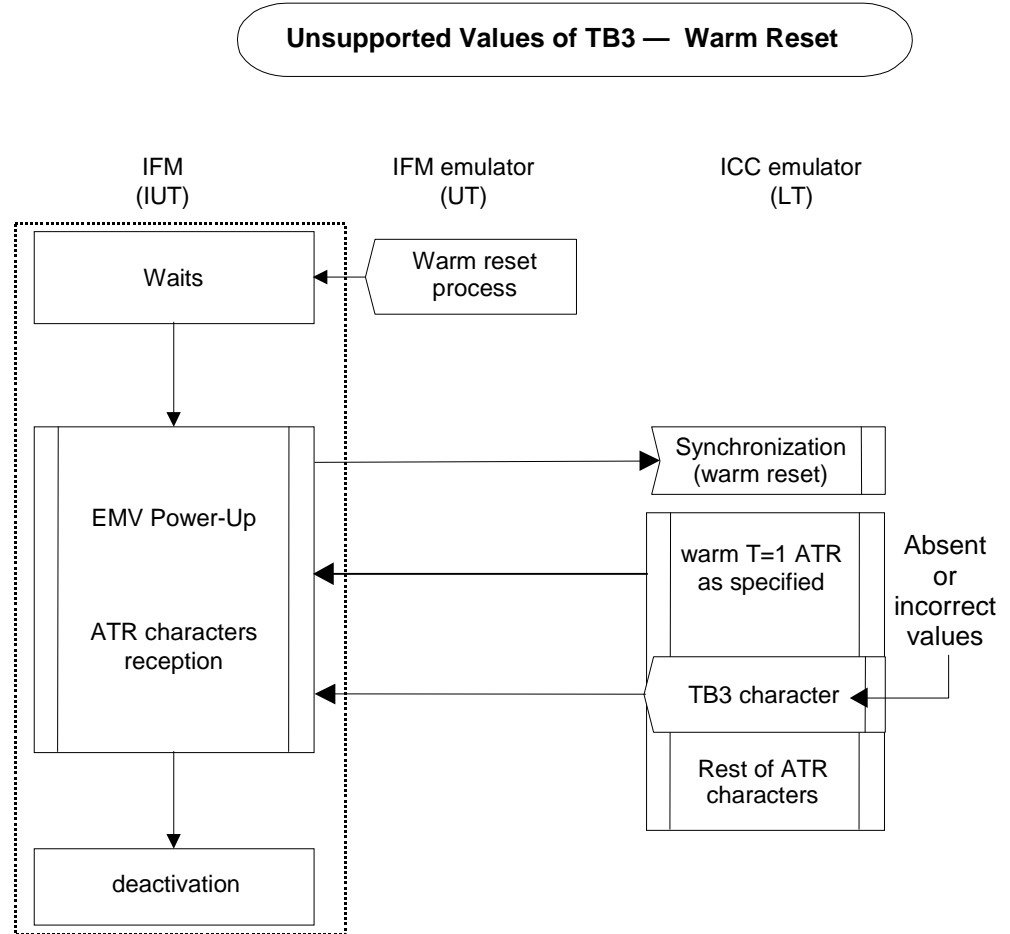 Unsupported Values of TB3 — Warm Reset
IFM
(IUT)
IFM emulator
(UT)
ICC emulator
(LT)
Waits
Warm reset
process
EMV Power-Up
ATR characters
reception
Synchronization
(warm reset)
warm T=1 ATR
as specified
Absent
or
incorrect
values
TB3 character
Rest of ATR
characters
deactivation